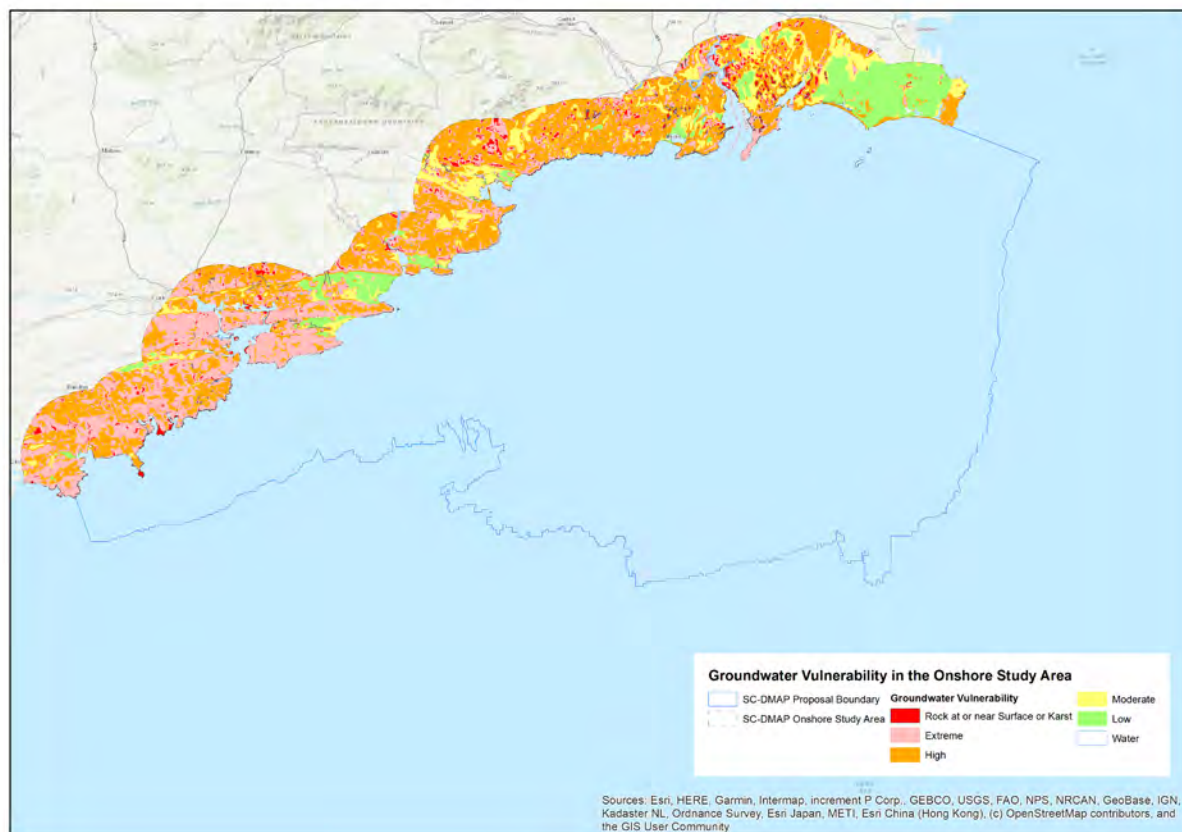 Groundwater Vulnerability in the Onshore Study Area
SC-DMAP Proposal Boundary
SC-DMAP Onshore Study Area
Groundwater Vulnerability
Rock at or near Surface or Karst
Extreme
High
Moderate
Low
Water
Sources: Esri, HERE, Garmin, Intermap, increment P Corp., GEBCO, USGS, FAO, NPS, NRCAN, GeoBase, IGN,
Kadaster NL, Ordnance Survey, Esri Japan, METI, Esri China (Hong Kong), (c) OpenStreetMap contributors, and
the GIS User Community